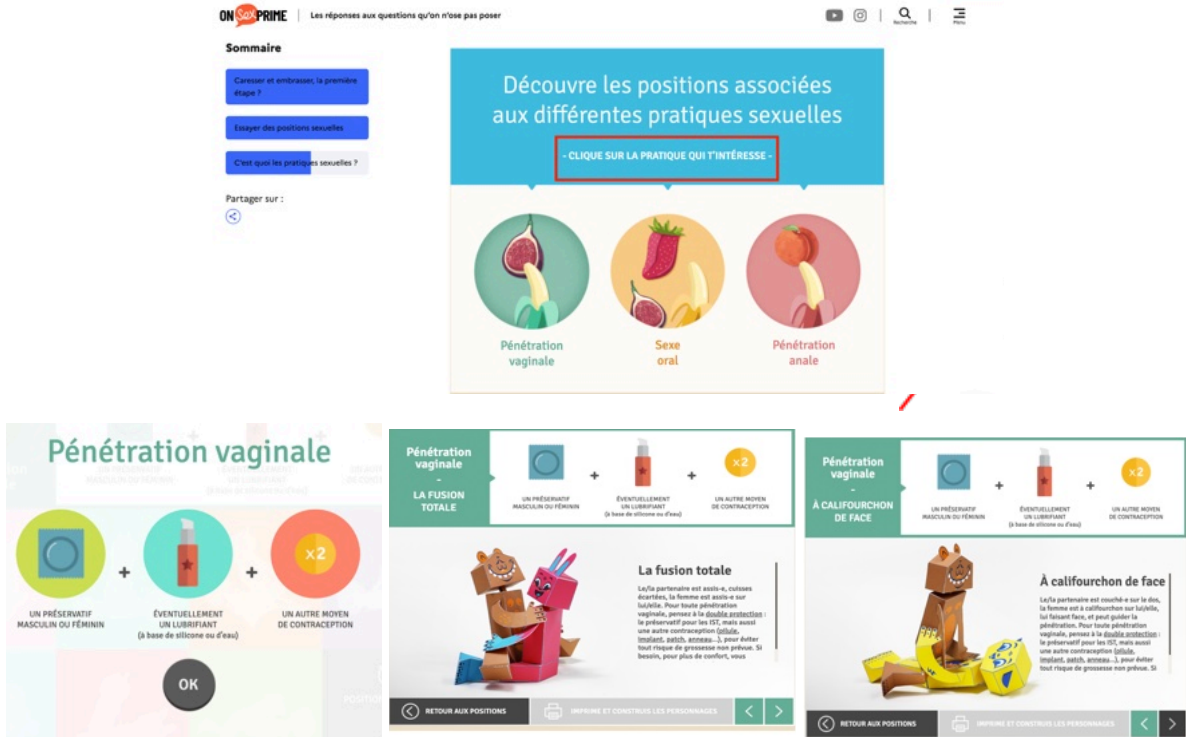 ON SeX PRIME
Les réponses aux questions qu'on n'ose pas poser
Recherche
Menu
Sommaire
Caresser et embrasser, la première
étape ?
Essayer des positions sexuelles
C'est quoi les pratiques sexuelles ?
Partager sur :
Découvre les positions associées
aux différentes pratiques sexuelles
- CLIQUE SUR LA PRATIQUE QUI T'INTÉRESSE -
Pénétration
vaginale
Sexe
oral
Pénétration
anale
Pénétration vaginale
UN PRÉSERVATIF
MASCULIN OU FÉMININ
+
ÉVENTUELLEMENT
UN LUBRIFIANT
(à base de silicone ou d'eau)
+
x2
UN AUTRE MOYEN
DE CONTRACEPTION
OK
Pénétration
vaginale
-
LA FUSION
TOTALE
UN PRÉSERVATIF
MASCULIN OU FÉMININ
+
ÉVENTUELLEMENT
UN LUBRIFIANT
(à base de silicone ou d'eau)
+
x2
UN AUTRE MOYEN
DE CONTRACEPTION
La fusion totale
Le/la partenaire est assis-e, cuisses
écartées, la femme est assis-e sur
lui/elle. Pour toute pénétration
vaginale, pensez à la double protection :
le préservatif pour les IST, mais aussi
une autre contraception (pilule,
implant, patch, anneau...), pour éviter
tout risque de grossesse non prévue. Si
besoin, pour plus de confort, vous
RETOUR AUX POSITIONS
IMPRIME ET CONSTRUIS LES PERSONNAGES
Pénétration
vaginale
-
À CALIFOURCHON
DE FACE
UN PRÉSERVATIF
MASCULIN OU FÉMININ
+
ÉVENTUELLEMENT
UN LUBRIFIANT
(à base de silicone ou d'eau)
+
x2
UN AUTRE MOYEN
DE CONTRACEPTION
À califourchon de face
Le/la partenaire est couché-e sur le dos,
la femme est à califourchon sur lui/elle,
lui faisant face, et peut guider la
pénétration. Pour toute pénétration
vaginale, pensez à la double protection :
le préservatif pour les IST, mais aussi
une autre contraception (pilule,
implant, patch, anneau...), pour éviter
tout risque de grossesse non prévue. Si
RETOUR AUX POSITIONS
IMPRIME ET CONSTRUIS LES PERSONNAGES